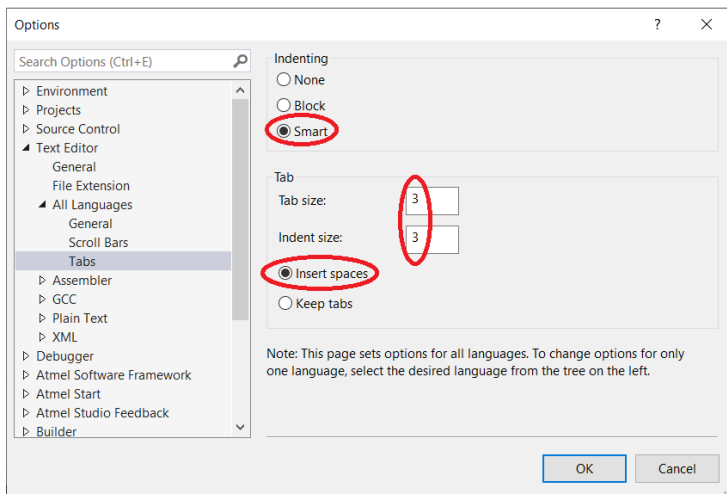 Options
?
Search Options (Ctrl+E)
Environment
Projects
Source Control
Text Editor
General
File Extension
All Languages
General
Scroll Bars
Tabs
Assembler
GCC
Plain Text
XML
Debugger
Atmel Software Framework
Atmel Start
Atmel Studio Feedback
Builder
Indenting
None
Block
Smart
Tab
Tab size: 3
Indent size: 3
Insert spaces
Keep tabs
Note: This page sets options for all languages. To change options for only
one language, select the desired language from the tree on the left.
OK Cancel